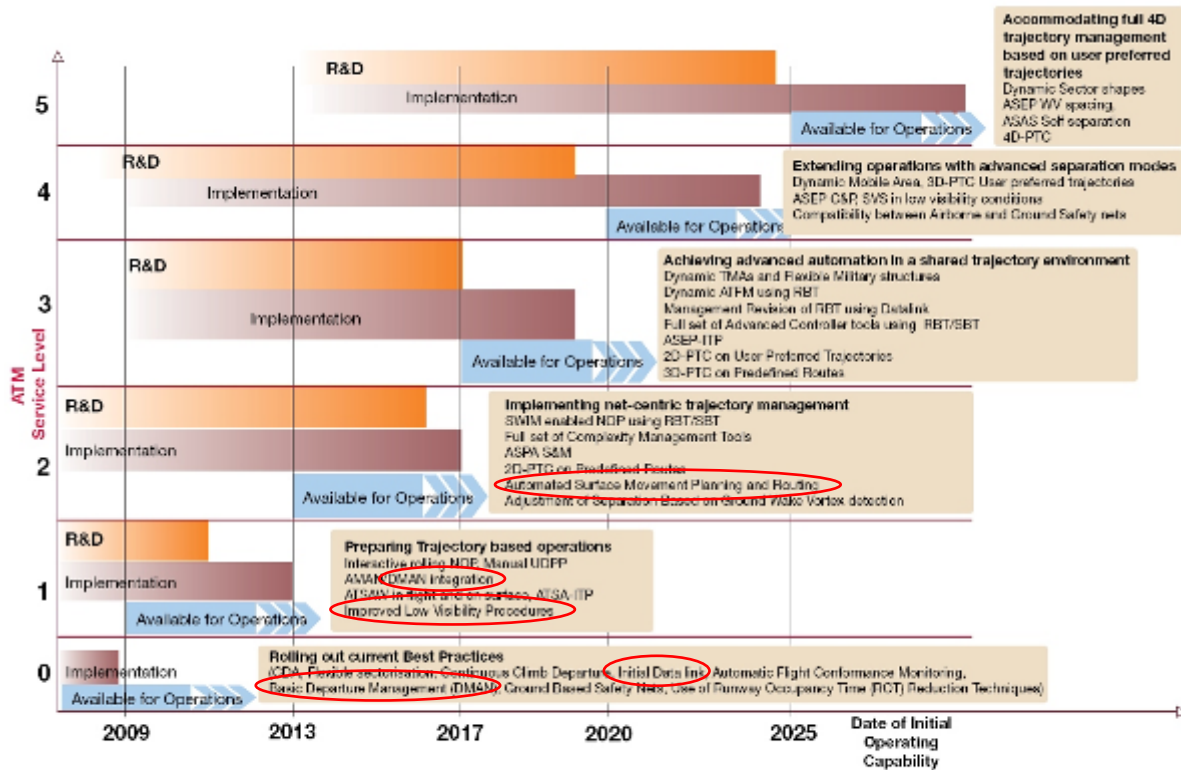 Accommodating full 4D
trajectory management
based on user preferred
trajectories
Dynamic Sector shapes
ASEP WV spacing,
ASAS Self separation
4D-PTC
R&D
Implementation
5
Available for Operations
R&D
Extending operations with advanced separation modes
Dynamic Mobile Area, 3D-PTC User preferred trajectories
ASEP C&P, SVS in low visibility conditions
Compatibility between Airborne and Ground Safety nets
4
Implementation
Available for Operations
R&D
Achieving advanced automation in a shared trajectory environment
Dynamic TMAs and Flexible Military structures
Dynamic ATFM using RBT
Management Revision of RBT using Datalink
Full set of Advanced Controller tools using RBT/SBT
ASEP-ITP
2D-PTC on User Preferred Trajectories
3D-PTC on Predefined Routes
3
Implementation
Available for Operations
ATM
Service Level
R&D
Implementing net-centric trajectory management
SWIM enabled NOP using RBT/SBT
Full set of Complexity Management Tools
ASPA S&M
2D-PTC on Predefined Routes
Automated Surface Movement Planning and Routing
Adjustment of Separation Based on Ground Wake Vortex detection
Implementation
2
Available for Operations
R&D
Preparing Trajectory based operations
Interactive rolling NOP, Manual UDPP
AMAN/DMAN integration
ATSAW in flight and on surface, ATSA-ITP
Improved Low Visibility Procedures
Implementation
1
Available for Operations
Rolling out current Best Practices
(CDA, Flexible sectorisation, Continuous Climb Departure, Initial Data link, Automatic Flight Conformance Monitoring,
Basic Departure Management (DMAN), Ground Based Safety Nets, Use of Runway Occupancy Time (ROT) Reduction Techniques)
0
Implementation
Available for Operations
2009
2013
2017
2020
2025
Date of Initial
Operating
Capability